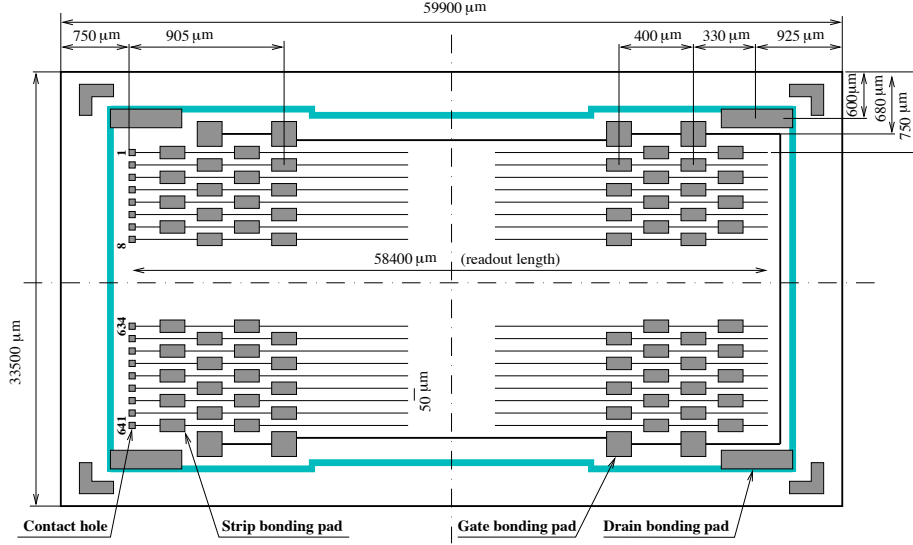 59900 μm
750 μm
905 μm
400 μm
330 μm
925 μm
600μm
680 μm
750 μm
1
8
58400 μm (readout length)
33500 μm
634
641
50 μm
Contact hole
Strip bonding pad
Gate bonding pad
Drain bonding pad